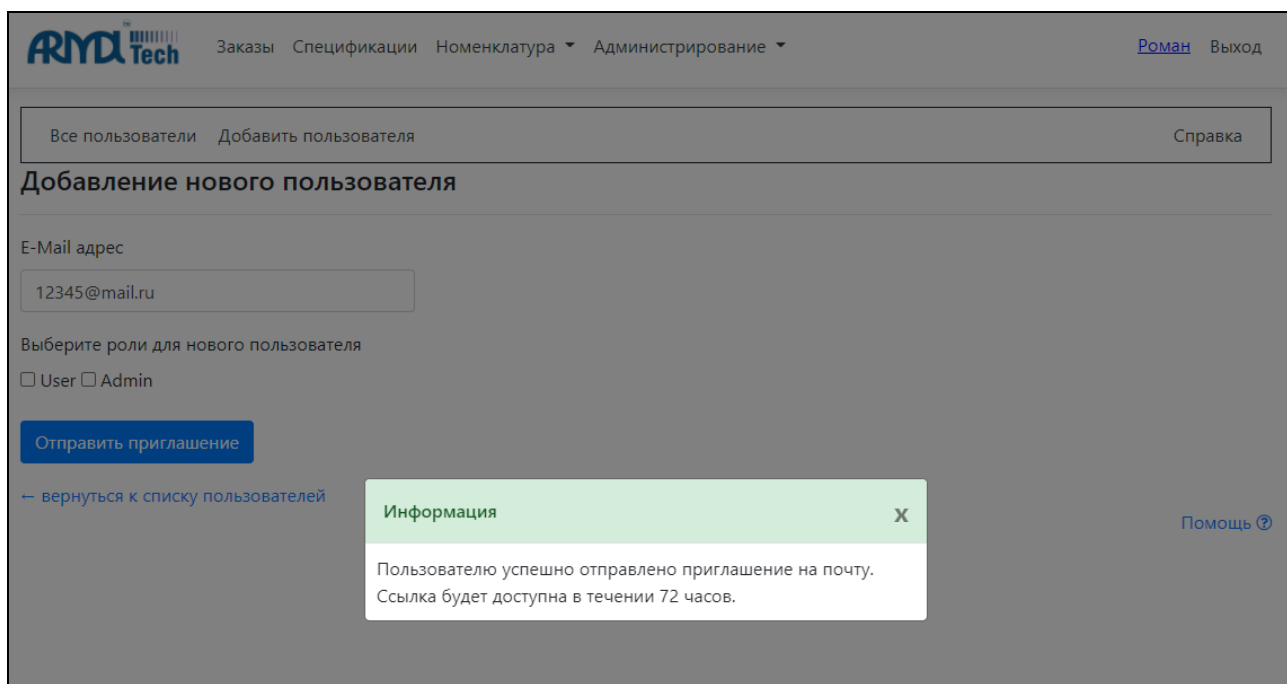 ARMA Tech
Заказы Спецификации Номенклатура Администрирование Роман Выход
Все пользователи Добавить пользователя Справка
Добавление нового пользователя
E-Mail адрес
12345@mail.ru
Выберите роли для нового пользователя
User Admin
Отправить приглашение
← вернуться к списку пользователей
Информация x
Помощь ?
Пользователю успешно отправлено приглашение на почту.
Ссылка будет доступна в течении 72 часов.